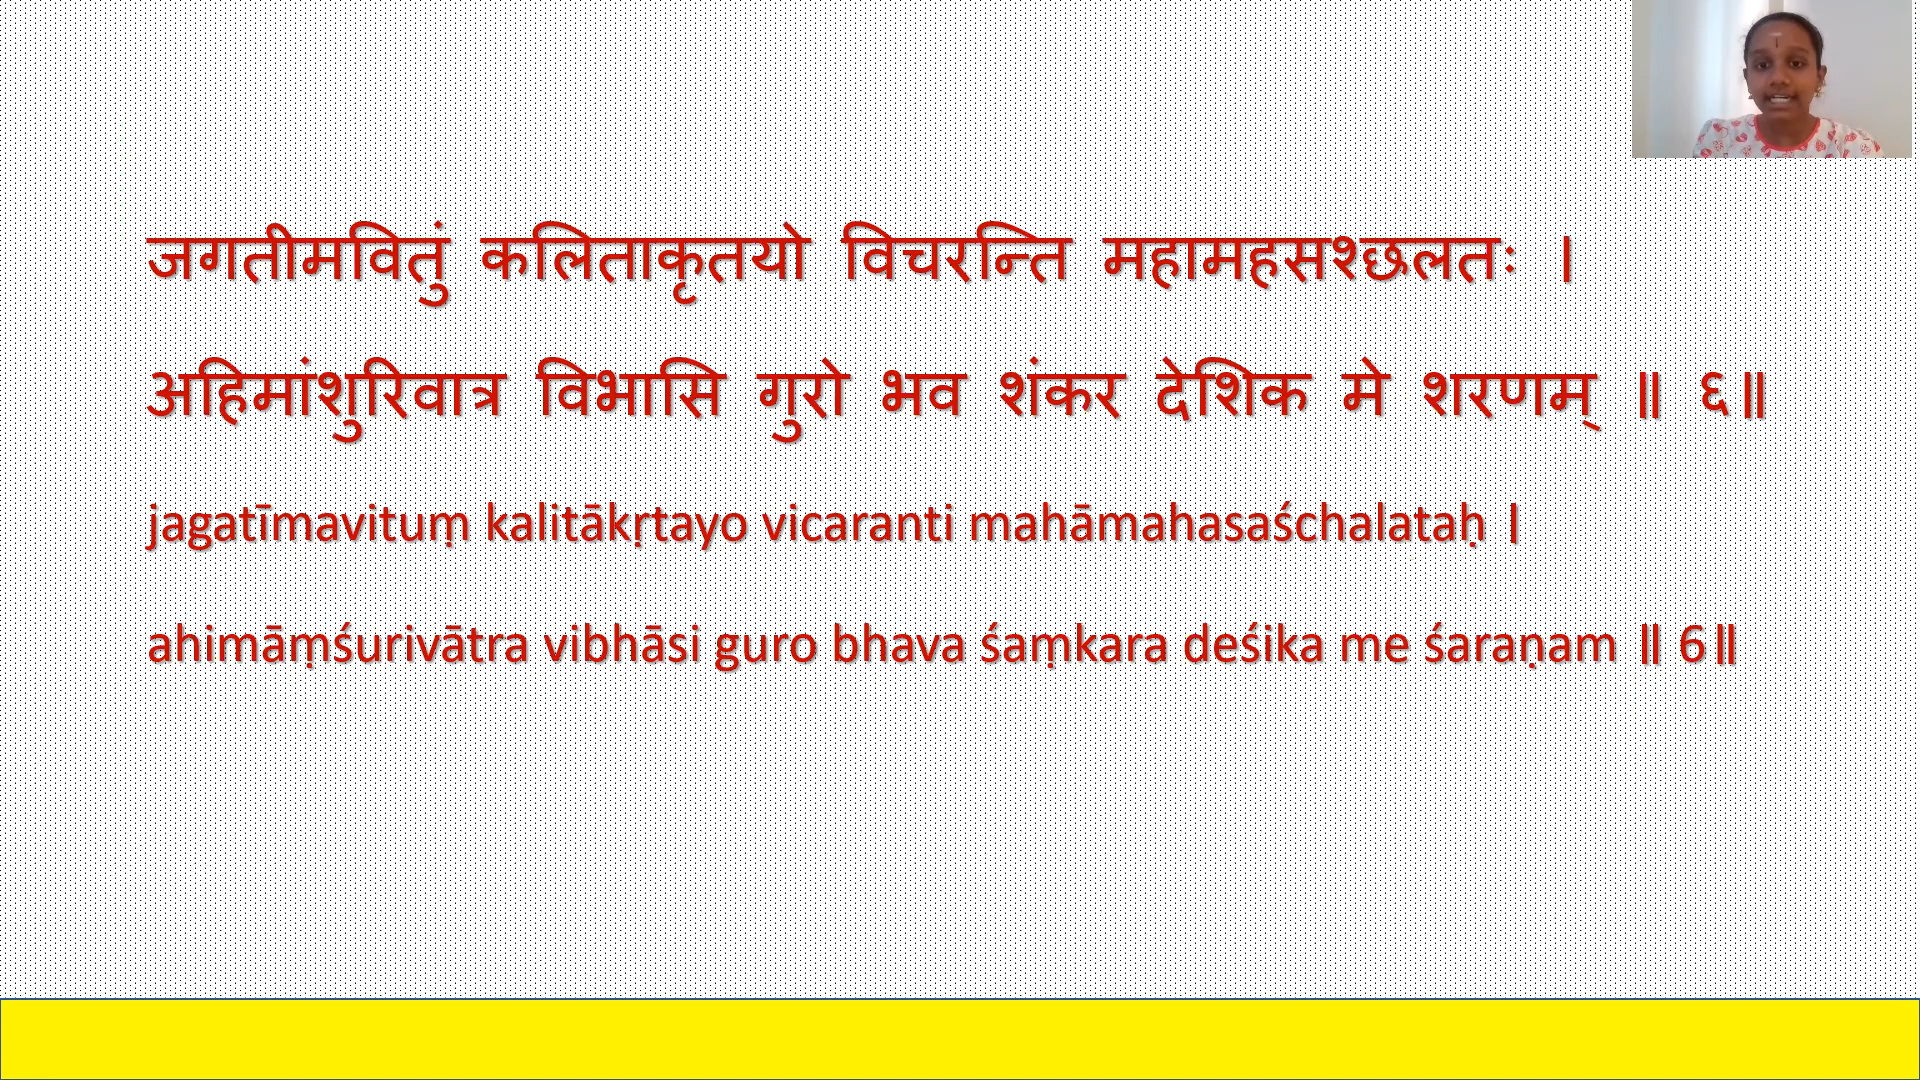 जगतीमवितुं कलिताकृतयो विचरन्ति महामहसश्छलतः ।
अहिमांशुरिवात्र विभासि गुरो भव शंकर देशिक मे शरणम् ॥ ६॥
jagatīmavituṃ kalitākṛtayo vicaranti mahāmahasaśchalataḥ ।
ahimāṃśurivātra vibhāsi guro bhava śaṃkara deśika me śaraṇam ॥ 6॥